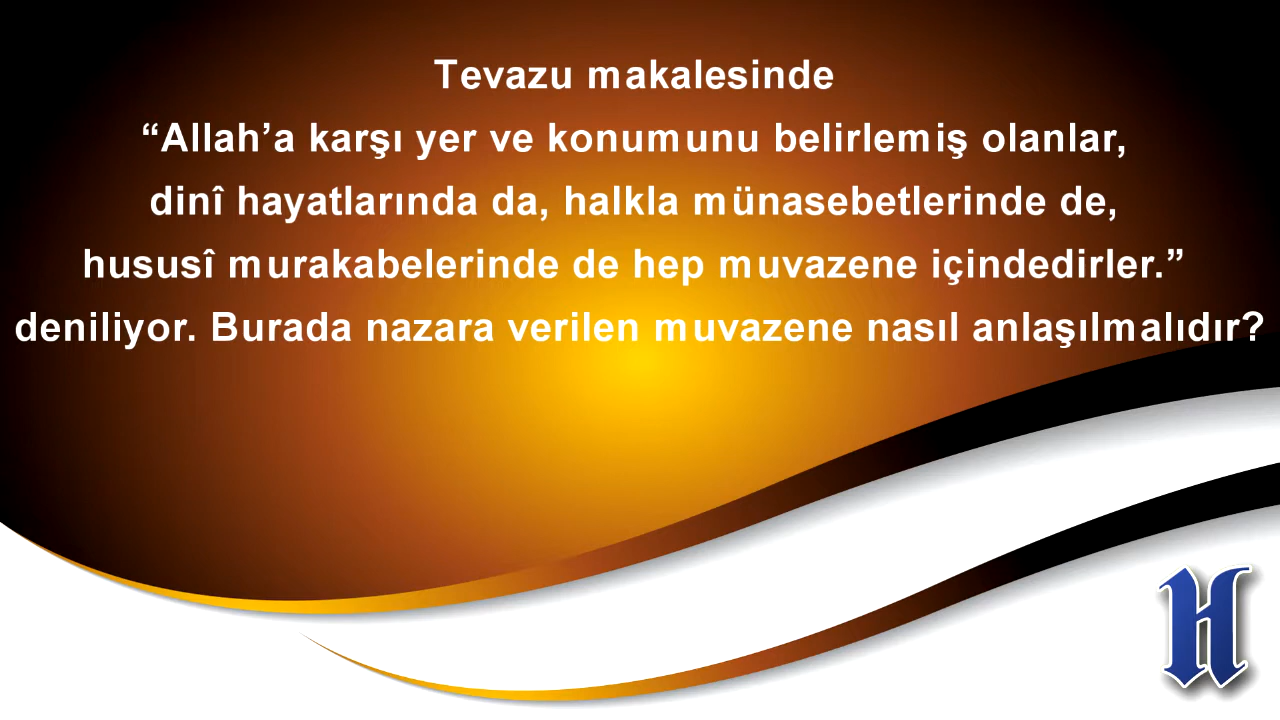 Tevazu makalesinde
“Allah’a karşı yer ve konumunu belirlemiş olanlar,
dinî hayatlarında da, halkla münasebetlerinde de,
hususî murakabelerinde de hep muvazene içindedirler.”
deniliyor. Burada nazara verilen muvazene nasıl anlaşılmalıdır?
H